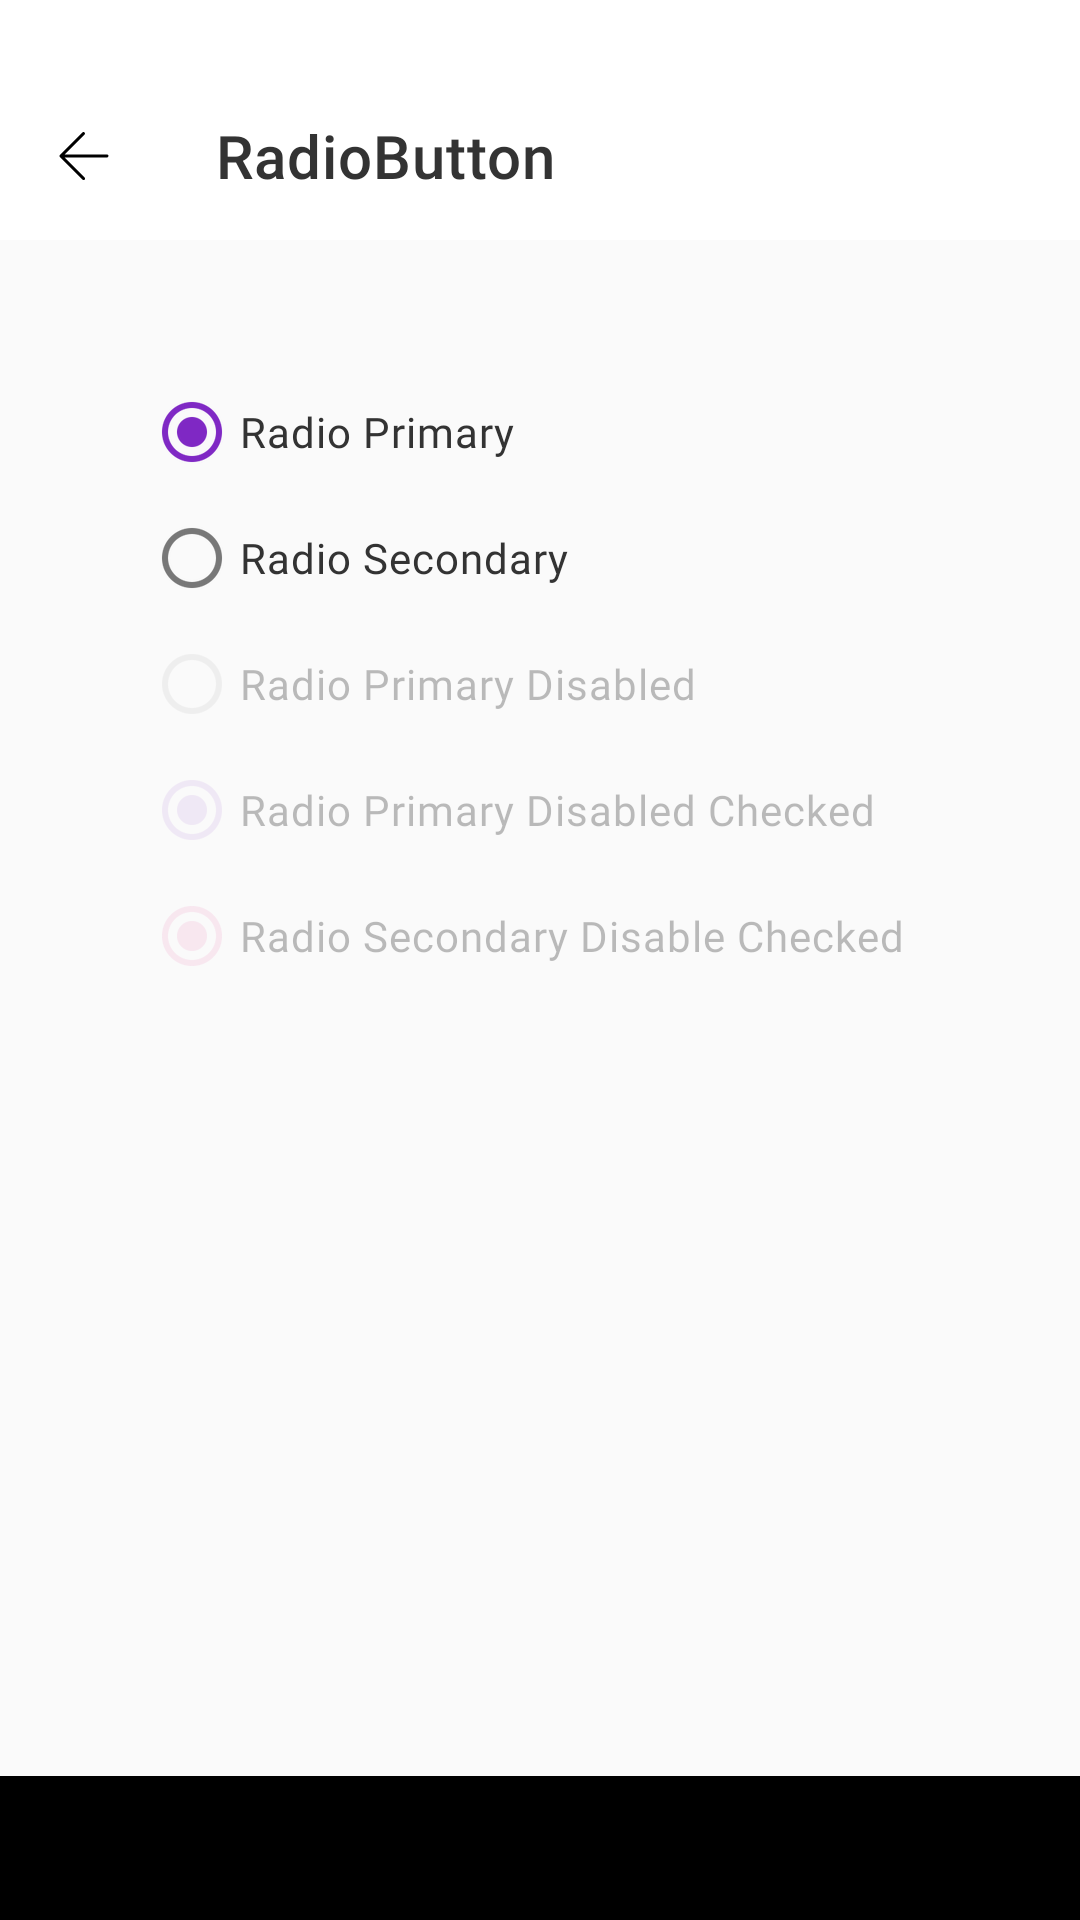 RadioButton
Radio Primary
Radio Secondary
Radio Primary Disabled
Radio Primary Disabled Checked
Radio Secondary Disable Checked